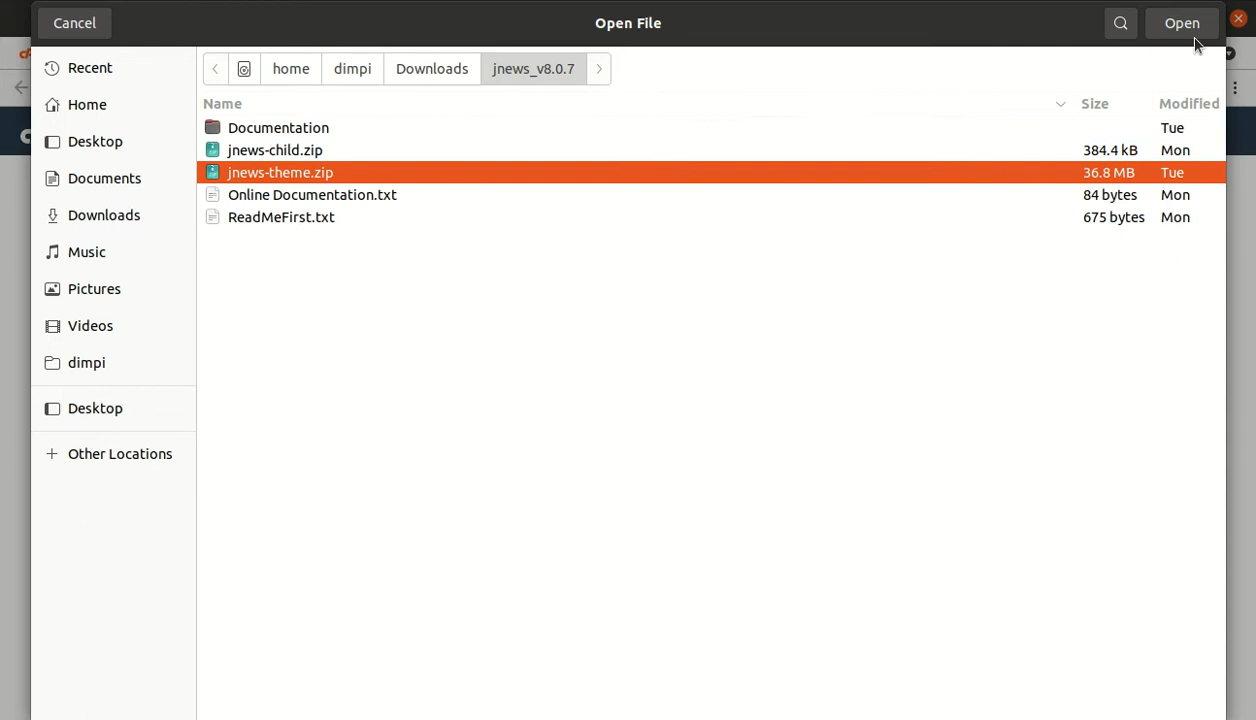 Cancel
Open File
Open
Recent
Home
Desktop
Documents
Downloads
Music
Pictures
Videos
dimpi
Desktop
Other Locations
home
dimpi
Downloads
jnews_v8.0.7
Name Size Modified
Documentation Tue
jnews-child.zip 384.4 kB Mon
jnews-theme.zip 36.8 MB Tue
Online Documentation.txt 84 bytes Mon
ReadMeFirst.txt 675 bytes Mon